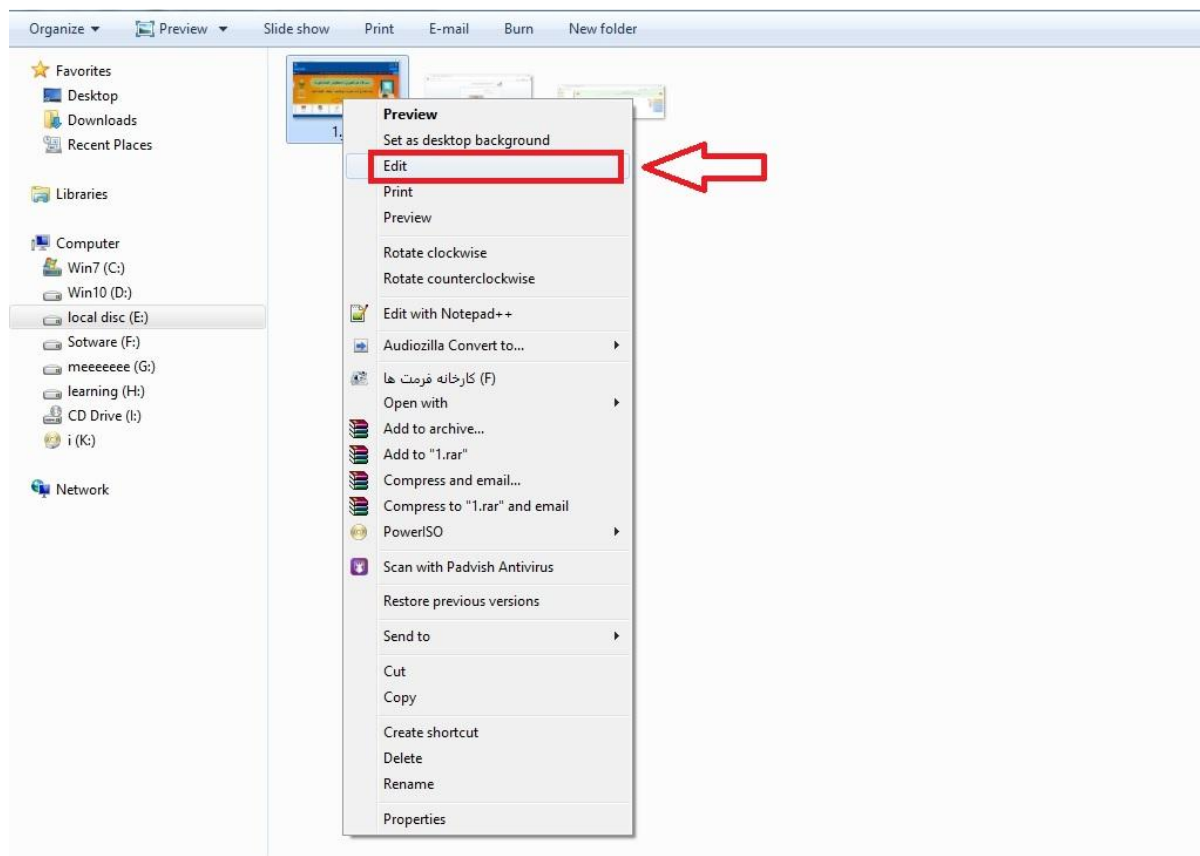 Organize Preview Slide show Print E-mail Burn New folder
Favorites
Desktop
Downloads
Recent Places
Libraries
Computer
Win7 (C:)
Win10 (D:)
local disc (E:)
Sotware (F:)
meeeeeee (G:)
learning (H:)
CD Drive (I:)
i (K:)
Network
1.
Preview
Set as desktop background
Edit
Print
Preview
Rotate clockwise
Rotate counterclockwise
Edit with Notepad++
Audiozilla Convert to...
کارخانه فرمت ها (F)
Open with
Add to archive...
Add to "1.rar"
Compress and email...
Compress to "1.rar" and email
PowerISO
Scan with Padvish Antivirus
Restore previous versions
Send to
Cut
Copy
Create shortcut
Delete
Rename
Properties